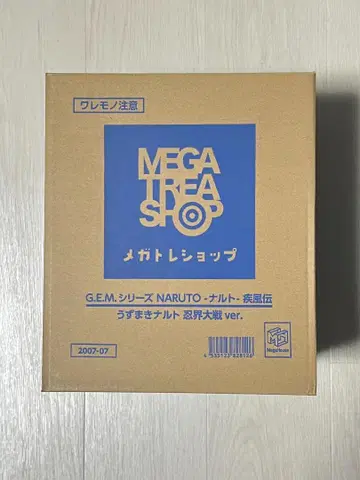 ワレモノ注意
MEGA
TREA
SHOP
メガトレショップ
G.E.M.シリーズ NARUTO -ナルト- 疾風伝
うずまきナルト 忍界大戦 ver.
2007-07
MegaHouse